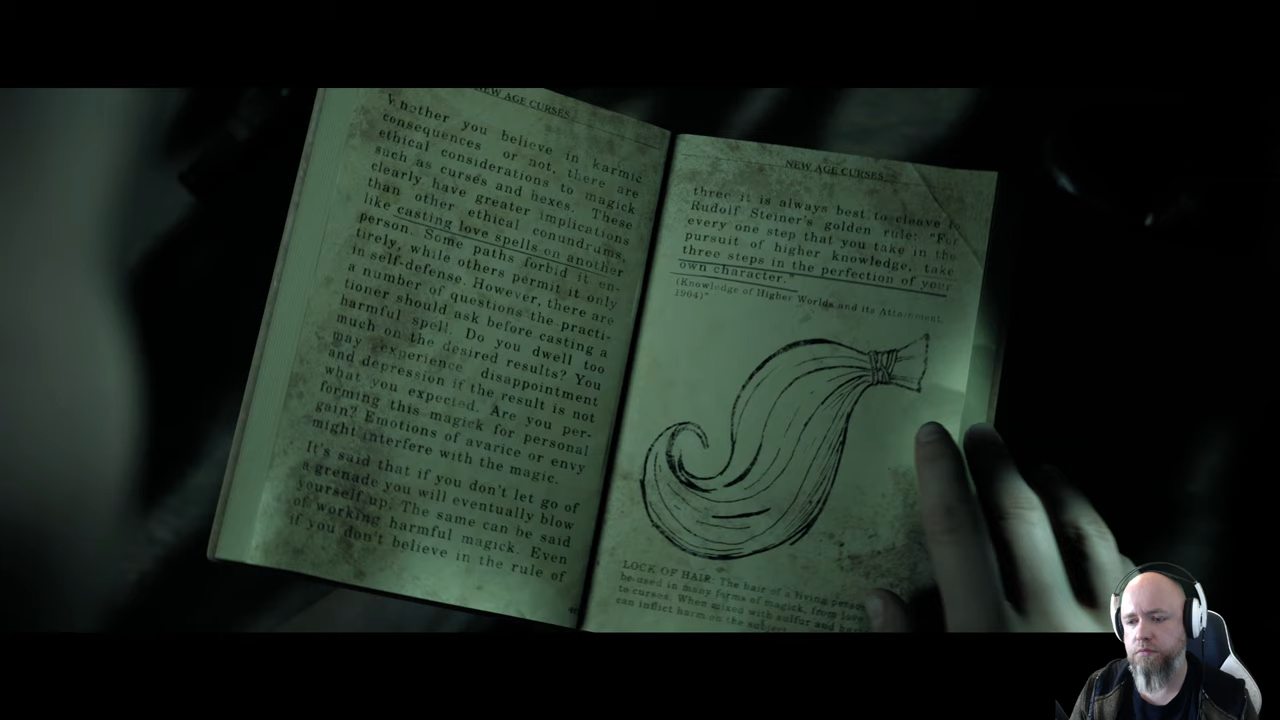 NEW AGE CURSES
Whether you believe in karmic
consequences or not, there are
ethical considerations to magick
such as curses and hexes. These
clearly have greater implications
than other ethical conundrums,
like casting love spells on another
person. Some paths forbid it en-
tirely, while others permit it only
in self-defense. However, there are
a number of questions the practi-
tioner should ask before casting a
harmful spell. Do you dwell too
much on the desired results? You
may experience disappointment
and depression if the result is not
what you expected. Are you per-
forming this magick for personal
gain? Emotions of avarice or envy
might interfere with the magic.
It's said that if you don't let go of
a grenade you will eventually blow
yourself up. The same can be said
of working harmful magick. Even
if you don't believe in the rule of
NEW AGE CURSES
three it is always best to cleave to
Rudolf Steiner's golden rule: "For
every one step that you take in the
pursuit of higher knowledge, take
three steps in the perfection of your
own character."
(Knowledge of Higher Worlds and its Attainment,
1904)"
LOCK OF HAIR- The hair of a living person
be used in many forms of magick, from love
to curses. When mixed with sulfur and
can inflict harm on the subject